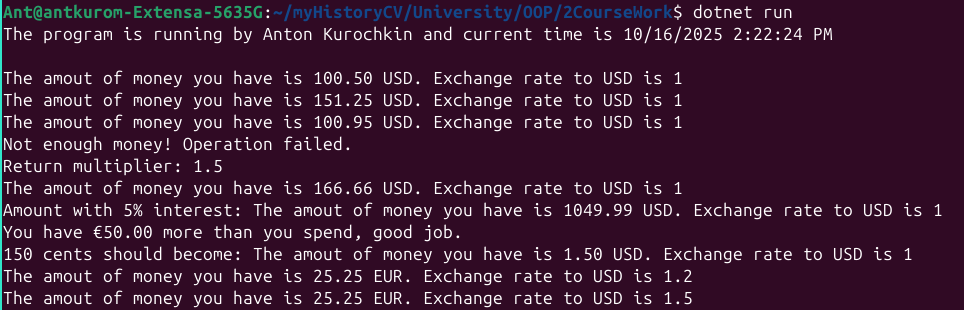 Ant@antkurom-Extensa-5635G:~/myHistoryCV/University/OOP/2CourseWork$ dotnet run
The program is running by Anton Kurochkin and current time is 10/16/2025 2:22:24 PM
The amout of money you have is 100.50 USD. Exchange rate to USD is 1
The amout of money you have is 151.25 USD. Exchange rate to USD is 1
The amout of money you have is 100.95 USD. Exchange rate to USD is 1
Not enough money! Operation failed.
Return multiplier: 1.5
The amout of money you have is 166.66 USD. Exchange rate to USD is 1
Amount with 5% interest: The amout of money you have is 1049.99 USD. Exchange rate to USD is 1
You have €50.00 more than you spend, good job.
150 cents should become: The amout of money you have is 1.50 USD. Exchange rate to USD is 1
The amout of money you have is 25.25 EUR. Exchange rate to USD is 1.2
The amout of money you have is 25.25 EUR. Exchange rate to USD is 1.5